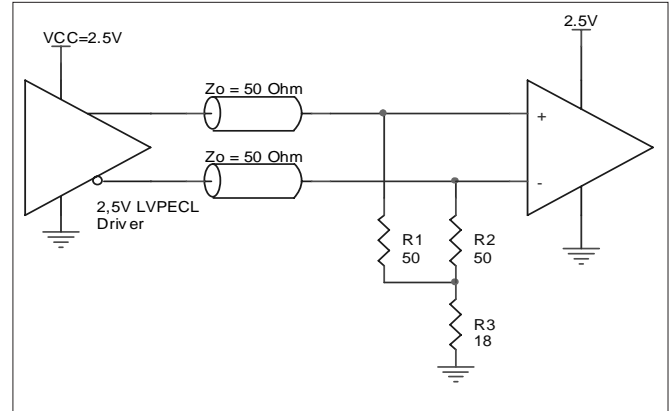 VCC=2.5V
2.5V
Zo = 50 Ohm
+
Zo = 50 Ohm
-
2,5V LVPECL
Driver
R1
50
R2
50
R3
18